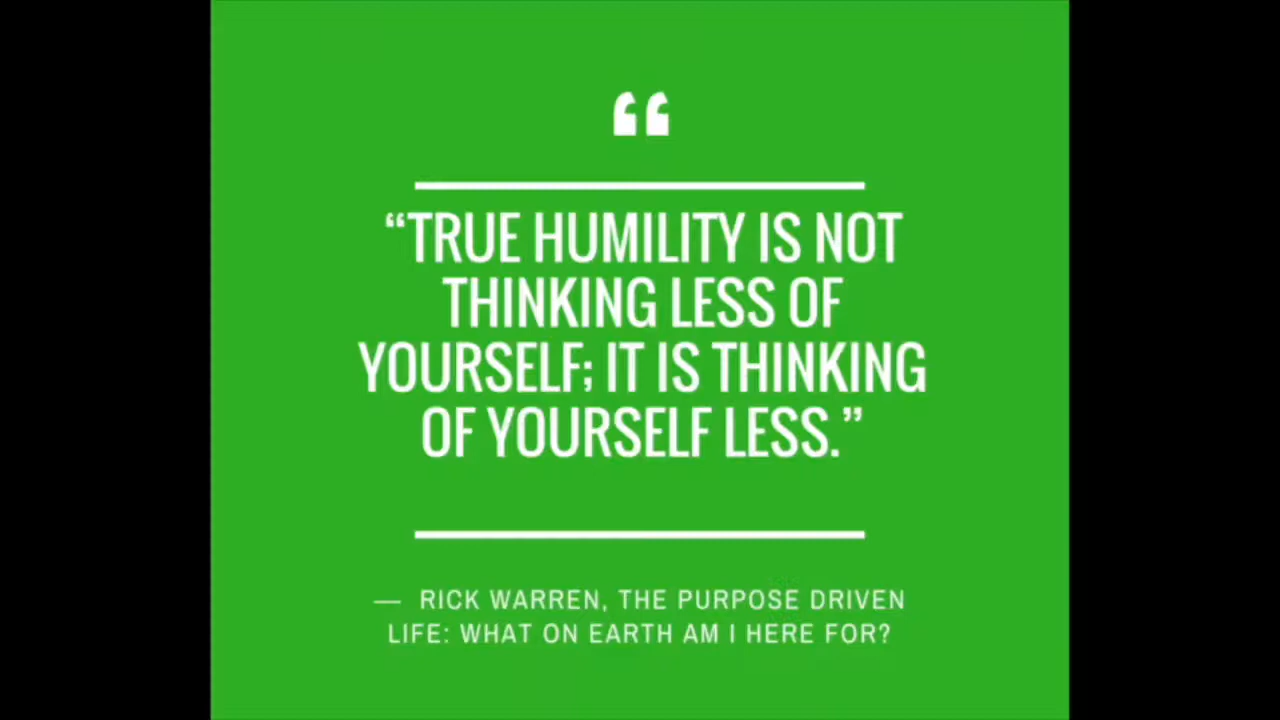 “
“TRUE HUMILITY IS NOT
THINKING LESS OF
YOURSELF; IT IS THINKING
OF YOURSELF LESS.”
— RICK WARREN, THE PURPOSE DRIVEN
LIFE: WHAT ON EARTH AM I HERE FOR?